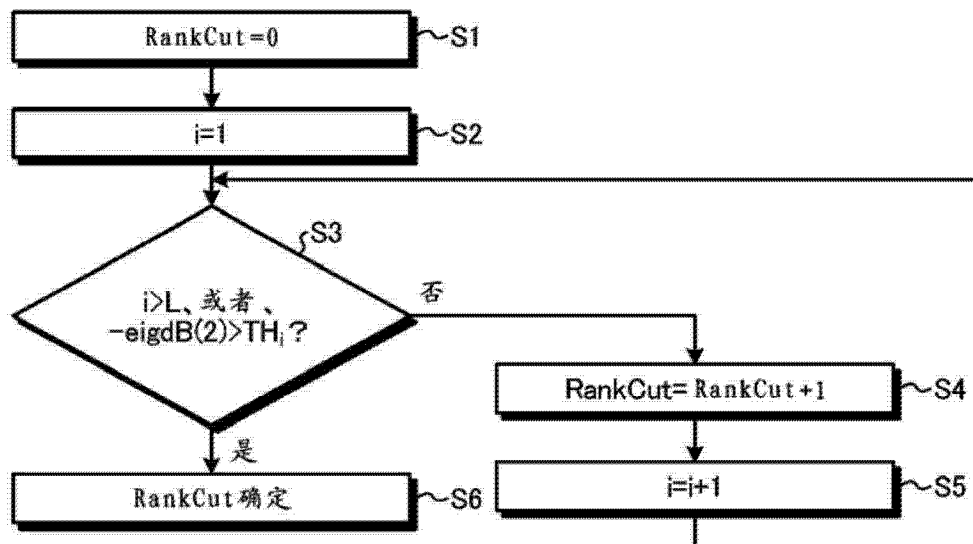 RankCut=0
S1
i=1
S2
S3
i>L、或者、
-eigdB(2)>THi?
否
RankCut= RankCut+1
S4
是
RankCut确定
S6
i=i+1
S5